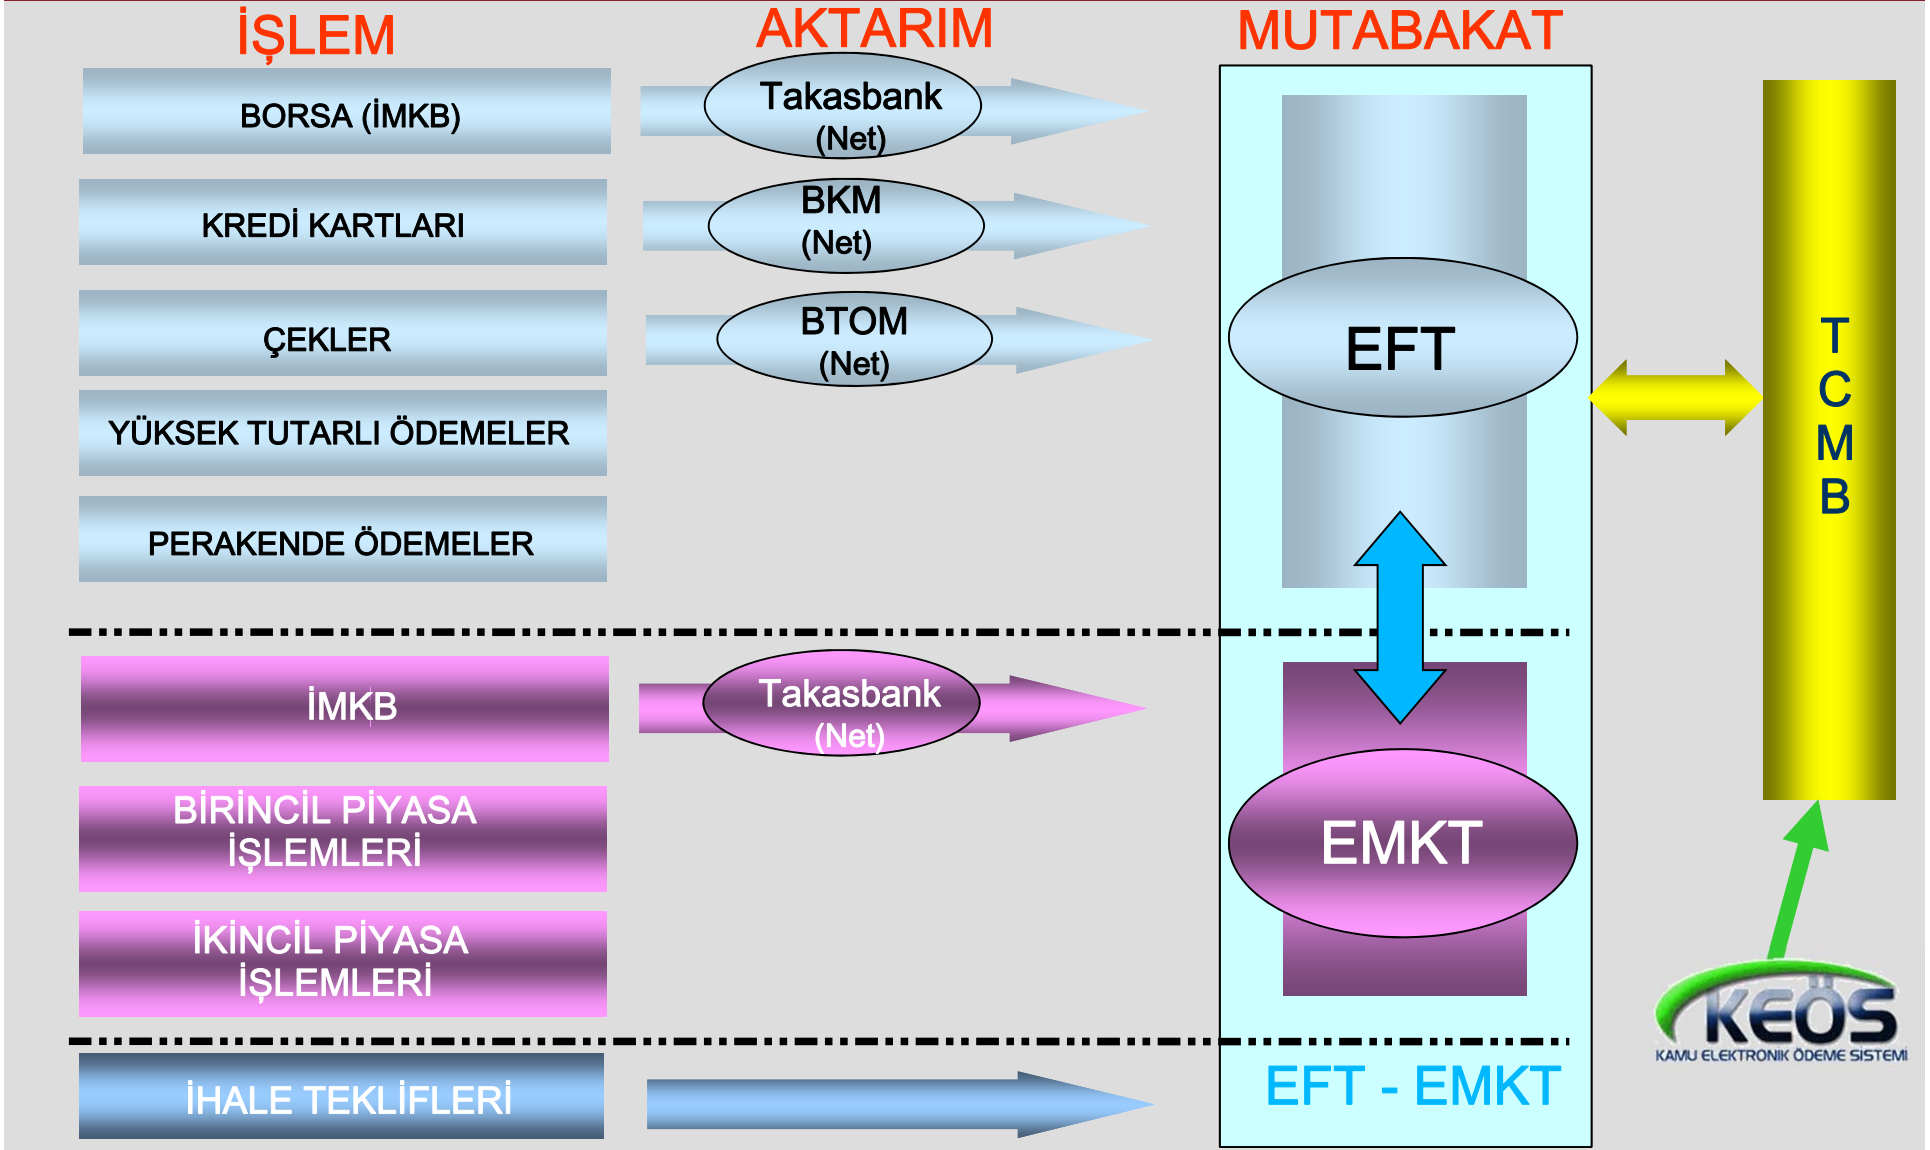 İŞLEM
AKTARIM
MUTABAKAT
BORSA (İMKB)
Takasbank
(Net)
KREDİ KARTLARI
BKM
(Net)
ÇEKLER
BTOM
(Net)
YÜKSEK TUTARLI ÖDEMELER
PERAKENDE ÖDEMELER
EFT
T
C
M
B
İMKB
Takasbank
(Net)
BİRİNCİL PİYASA
İŞLEMLERİ
İKİNCİL PİYASA
İŞLEMLERİ
EMKT
KEÖS
KAMU ELEKTRONİK ÖDEME SİSTEMİ
İHALE TEKLİFLERİ
EFT - EMKT